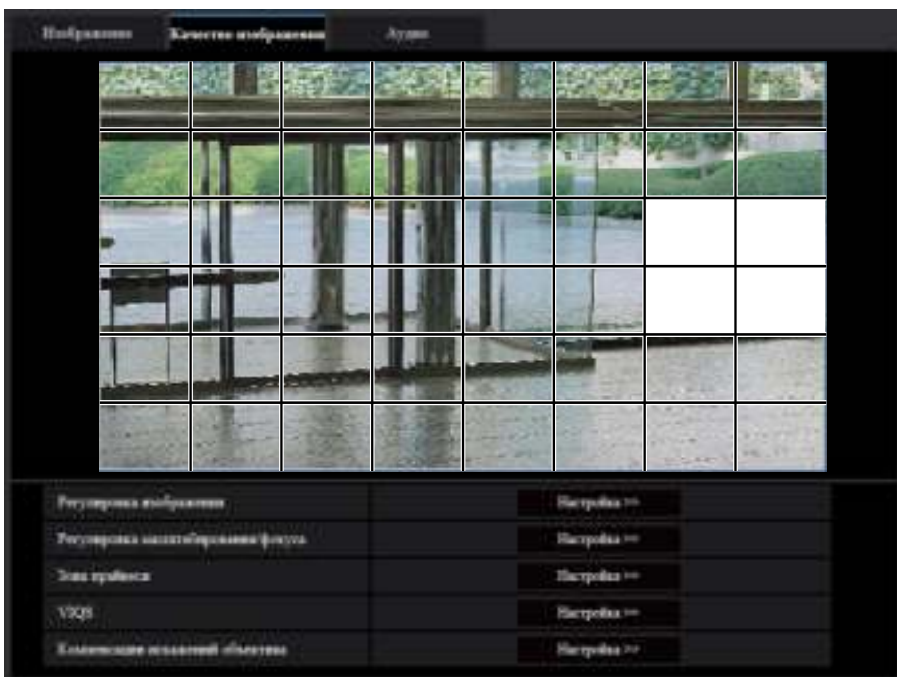 Изображение Качество изображения Аудио
Регулировка изображения Настройка >>
Регулировка масштабирования/фокуса Настройка >>
Зона прайвеси Настройка >>
VIQS Настройка >>
Компенсация искажений объектива Настройка >>